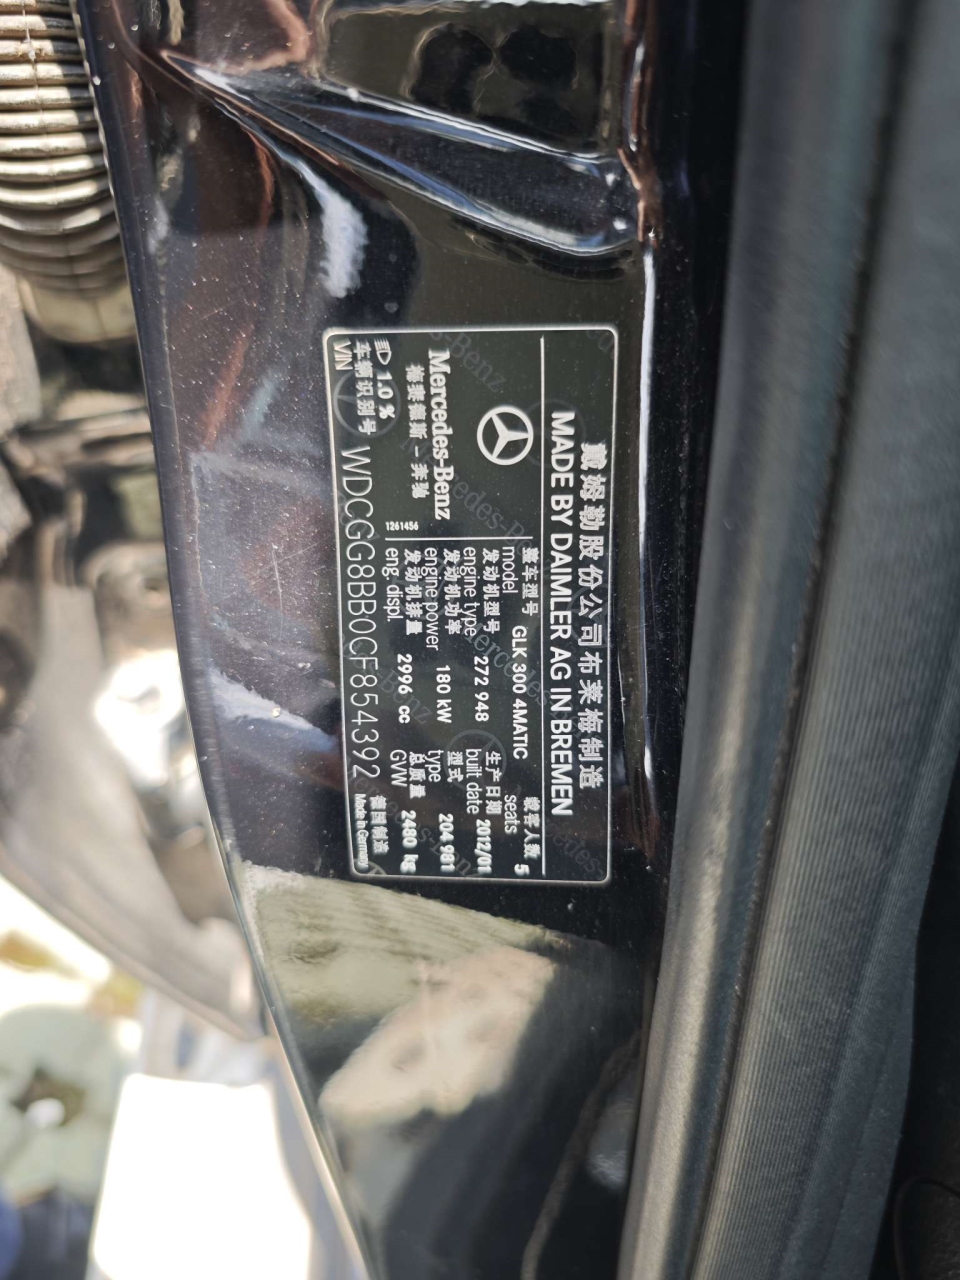 戴姆勒股份公司布莱梅制造
MADE BY DAIMLER AG IN BREMEN
Mercedes-Benz
梅赛德斯－奔驰
1.0 %
1261456
整车型号
model GLK 300 4MATIC
乘客人数
seats 5
发动机型号
engine type 272 948
生产日期
built date 2012/01
发动机功率
engine power 180 kW
型式
type 204 981
发动机排量
eng. displ. 2996 cc
总质量
GVW 2480 kg
车辆识别号
VIN WDCGG8BB0CF854392
德国制造
Made in Germany